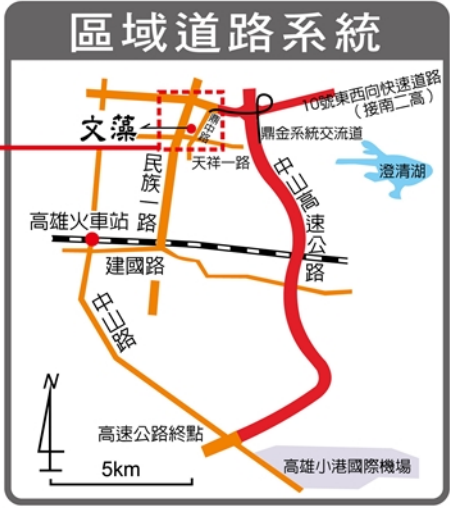 區域道路系統
10號東西向快速道路
（接南二高）
文藻
鼎中路
鼎金系統交流道
天祥一路
澄清湖
民族一路
中山高速公路
高雄火車站
建國路
中山路
N
高速公路終點
5km
高雄小港國際機場